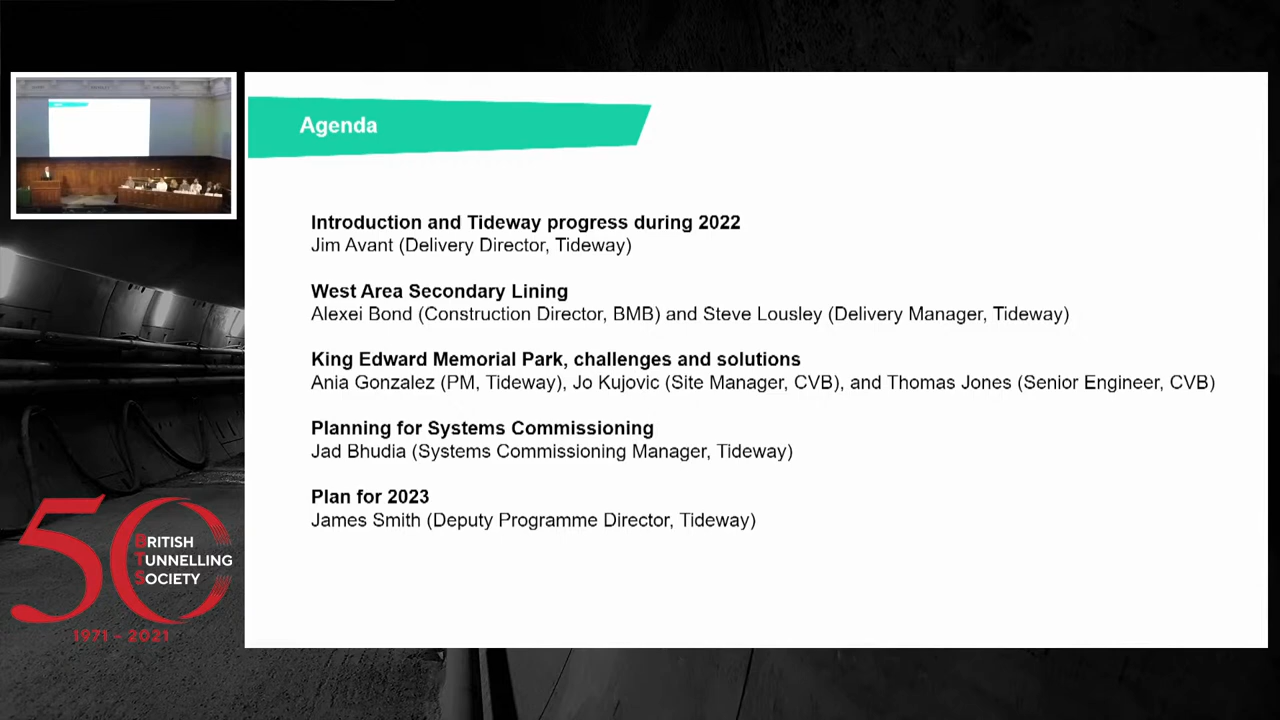 Agenda
Introduction and Tideway progress during 2022
Jim Avant (Delivery Director, Tideway)
West Area Secondary Lining
Alexei Bond (Construction Director, BMB) and Steve Lousley (Delivery Manager, Tideway)
King Edward Memorial Park, challenges and solutions
Ania Gonzalez (PM, Tideway), Jo Kujovic (Site Manager, CVB), and Thomas Jones (Senior Engineer, CVB)
Planning for Systems Commissioning
Jad Bhudia (Systems Commissioning Manager, Tideway)
Plan for 2023
James Smith (Deputy Programme Director, Tideway)
50
BRITISH
TUNNELLING
SOCIETY
1971 - 2021